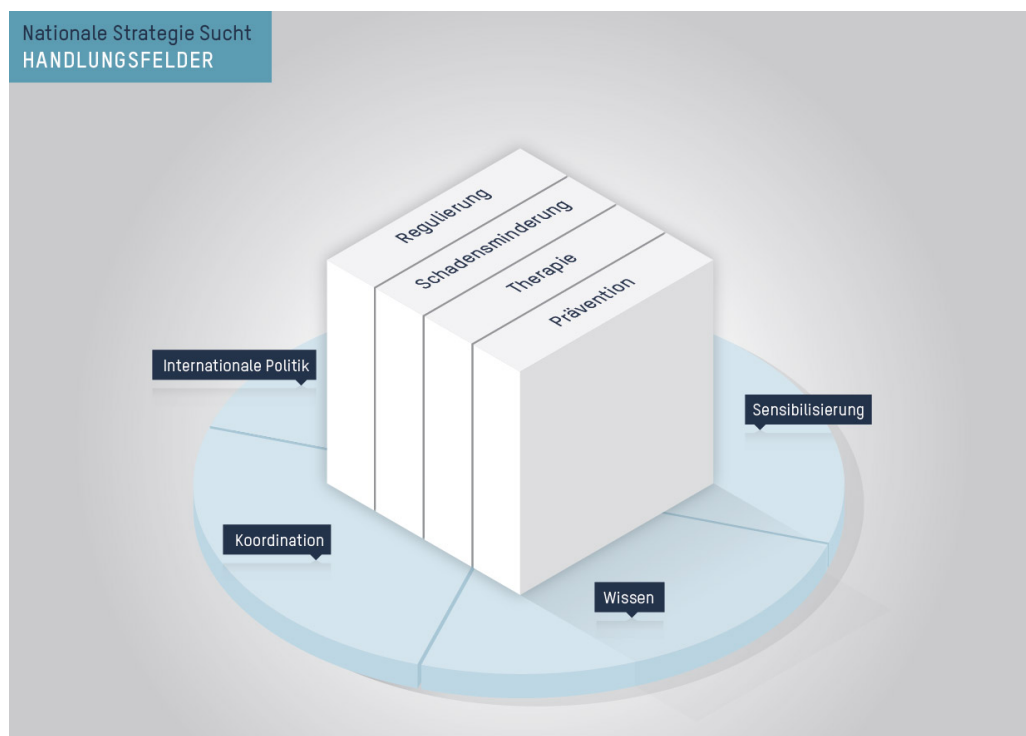 Nationale Strategie Sucht
HANDLUNGSFELDER
Regulierung
Schadensminderung
Therapie
Prävention
Internationale Politik
Sensibilisierung
Koordination
Wissen